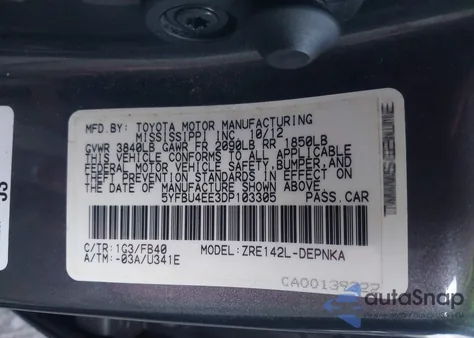 MFD.BY: TOYOTA MOTOR MANUFACTURING
MISSISSIPPI INC. 10/12
GVWR 3840LB GAWR FR 2090LB RR 1850LB
THIS VEHICLE CONFORMS TO ALL APPLICABLE
FEDERAL MOTOR VEHICLE SAFETY,BUMPER,AND
THEFT PREVENTION STANDARDS IN EFFECT ON
THE DATE OF MANUFACTURE SHOWN ABOVE.
5YFBU4EE3DP103305 PASS.CAR
C/TR:1G3/FB40 MODEL:ZRE142L-DEPNKA
A/TM:-03A/U341E
autaSnap